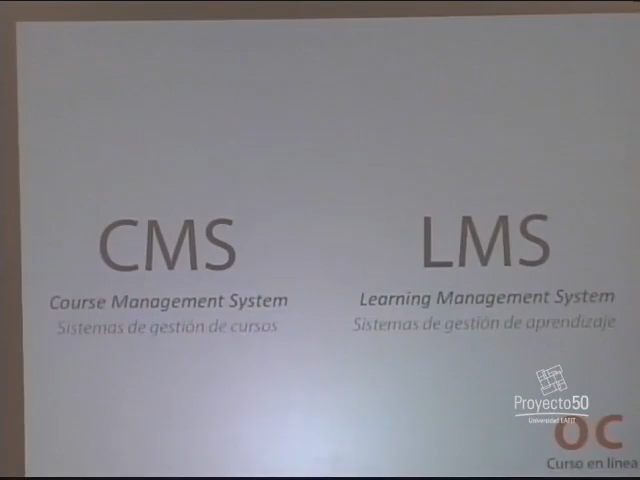 CMS
Course Management System
Sistemas de gestión de cursos
LMS
Learning Management System
Sistemas de gestión de aprendizaje
Proyecto50
Universidad EAFIT
OC
Curso en línea